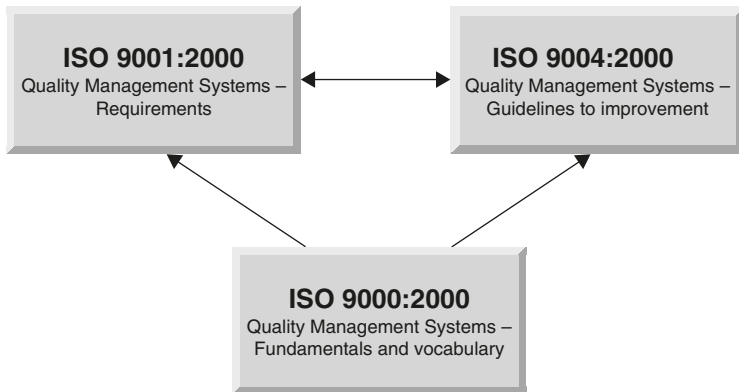 ISO 9001:2000
Quality Management Systems –
Requirements
ISO 9004:2000
Quality Management Systems –
Guidelines to improvement
ISO 9000:2000
Quality Management Systems –
Fundamentals and vocabulary